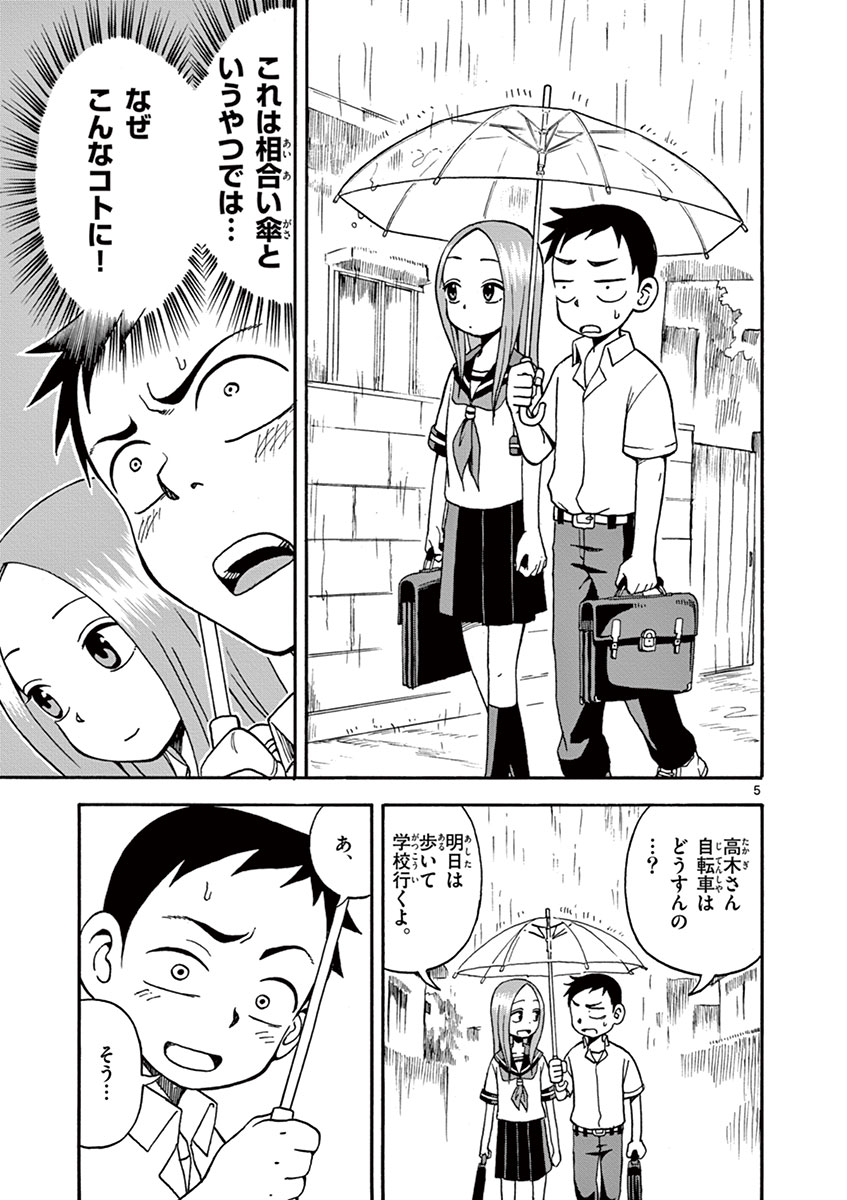 これは相合い傘と
いうやつでは…
なぜ
こんなコトに！
5
高木さん
自転車は
どうすんの
…？
明日は
歩いて
学校行くよ。
あ、
そう…